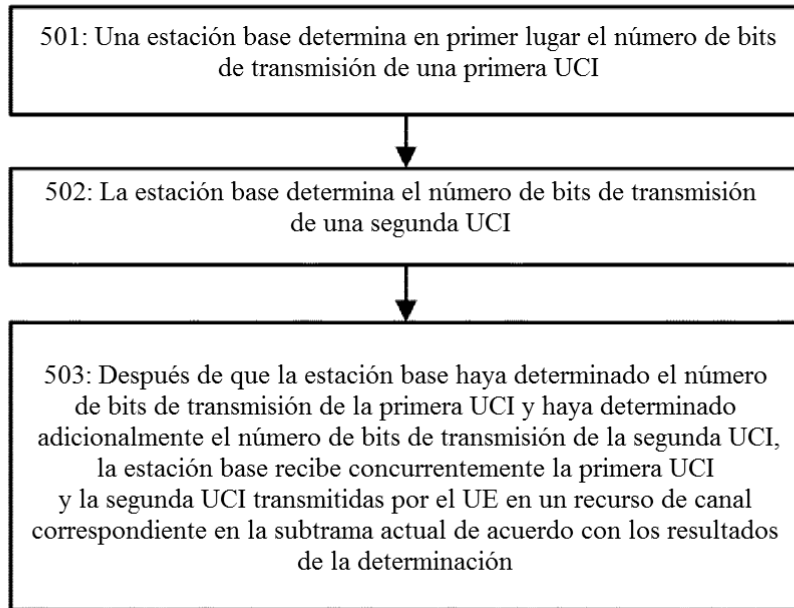 501: Una estación base determina en primer lugar el número de bits
de transmisión de una primera UCI
502: La estación base determina el número de bits de transmisión
de una segunda UCI
503: Después de que la estación base haya determinado el número
de bits de transmisión de la primera UCI y haya determinado
adicionalmente el número de bits de transmisión de la segunda UCI,
la estación base recibe concurrentemente la primera UCI
y la segunda UCI transmitidas por el UE en un recurso de canal
correspondiente en la subtrama actual de acuerdo con los resultados
de la determinación